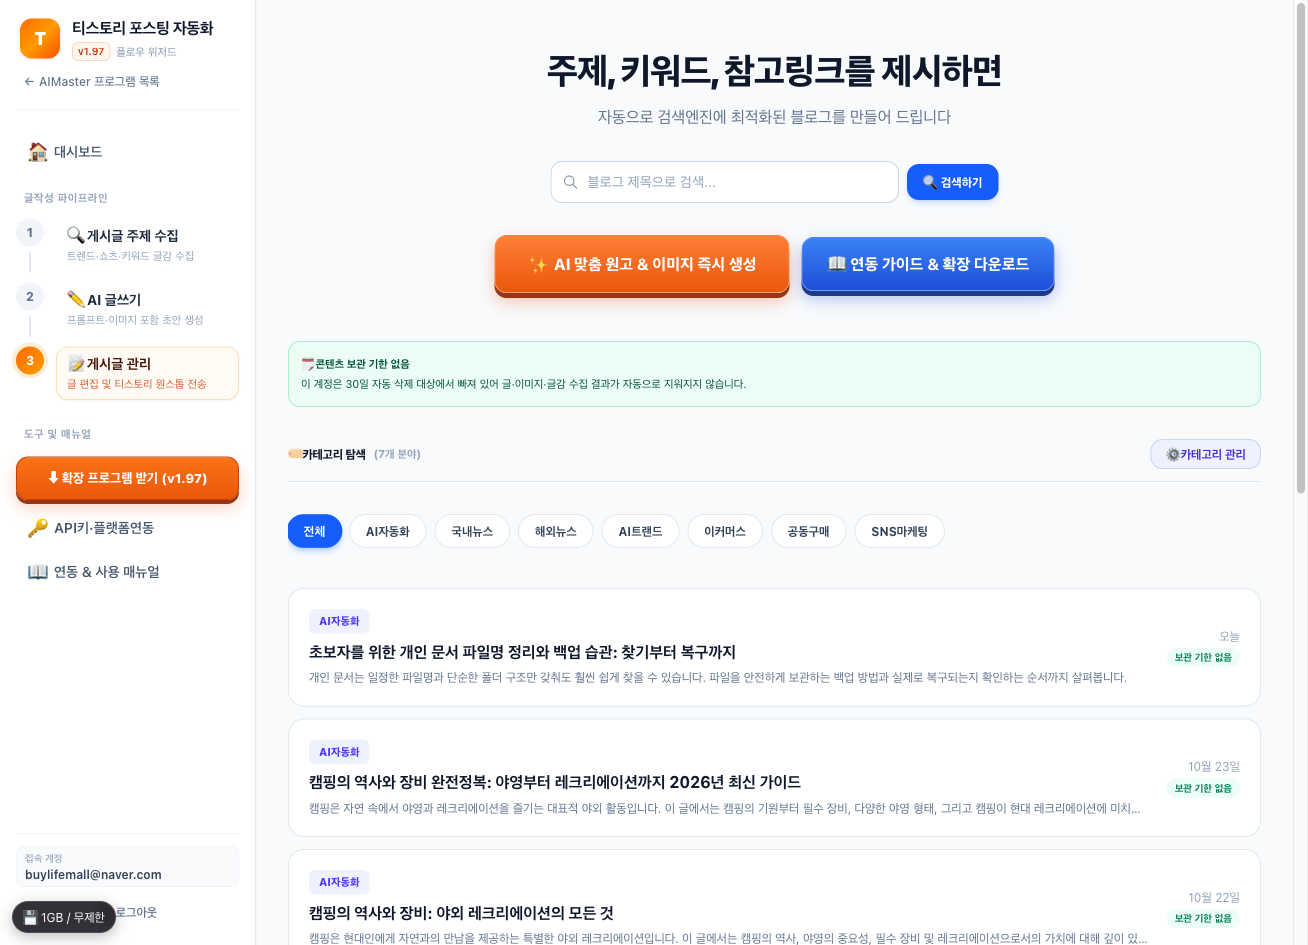 T
티스토리 포스팅 자동화
v1.97 플로우 위저드
← AIMaster 프로그램 목록
대시보드
글작성 파이프라인
1
게시글 주제 수집
트렌드·쇼츠·키워드 글감 수집
2
AI 글쓰기
프롬프트·이미지 포함 초안 생성
3
게시글 관리
글 편집 및 티스토리 원스톱 전송
도구 및 매뉴얼
⬇확장 프로그램 받기 (v1.97)
API키·플랫폼연동
연동 & 사용 매뉴얼
접속 계정
buylifemall@naver.com
1GB / 무제한
로그아웃
주제, 키워드, 참고링크를 제시하면
자동으로 검색엔진에 최적화된 블로그를 만들어 드립니다
블로그 제목으로 검색...
검색하기
AI 맞춤 원고 & 이미지 즉시 생성
연동 가이드 & 확장 다운로드
콘텐츠 보관 기한 없음
이 계정은 30일 자동 삭제 대상에서 빠져 있어 글·이미지·글감 수집 결과가 자동으로 지워지지 않습니다.
카테고리 탐색 (7개 분야)
카테고리 관리
전체
AI자동화
국내뉴스
해외뉴스
AI트랜드
이커머스
공동구매
SNS마케팅
AI자동화
초보자를 위한 개인 문서 파일명 정리와 백업 습관: 찾기부터 복구까지
개인 문서는 일정한 파일명과 단순한 폴더 구조만 갖춰도 훨씬 쉽게 찾을 수 있습니다. 파일을 안전하게 보관하는 백업 방법과 실제로 복구되는지 확인하는 순서까지 살펴봅니다.
오늘
보관 기한 없음
AI자동화
캠핑의 역사와 장비 완전정복: 야영부터 레크리에이션까지 2026년 최신 가이드
캠핑은 자연 속에서 야영과 레크리에이션을 즐기는 대표적 야외 활동입니다. 이 글에서는 캠핑의 기원부터 필수 장비, 다양한 야영 형태, 그리고 캠핑이 현대 레크리에이션에 미치...
10월 23일
보관 기한 없음
AI자동화
캠핑의 역사와 장비: 야외 레크리에이션의 모든 것
캠핑은 현대인에게 자연과의 만남을 제공하는 특별한 야외 레크리에이션입니다. 이 글에서는 캠핑의 역사, 야영의 중요성, 필수 장비 및 레크리에이션으로서의 가치에 대해 깊이 있...
10월 22일
보관 기한 없음